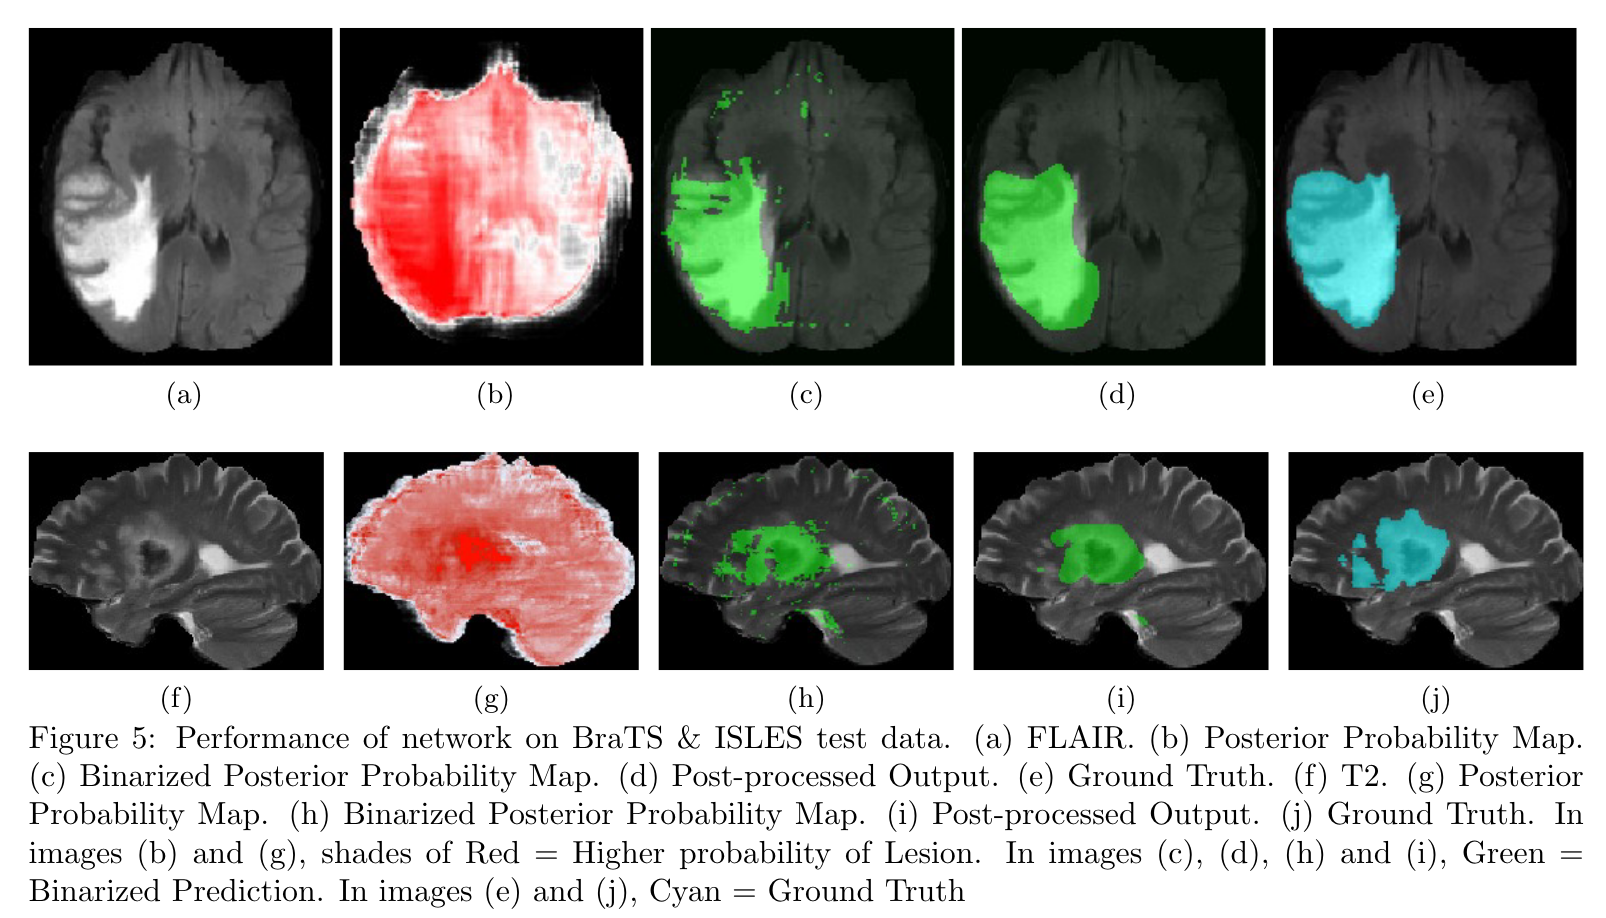 (a) (b) (c) (d) (e)
(f) (g) (h) (i) (j)
Figure 5: Performance of network on BraTS & ISLES test data. (a) FLAIR. (b) Posterior Probability Map.
(c) Binarized Posterior Probability Map. (d) Post-processed Output. (e) Ground Truth. (f) T2. (g) Posterior
Probability Map. (h) Binarized Posterior Probability Map. (i) Post-processed Output. (j) Ground Truth. In
images (b) and (g), shades of Red = Higher probability of Lesion. In images (c), (d), (h) and (i), Green =
Binarized Prediction. In images (e) and (j), Cyan = Ground Truth